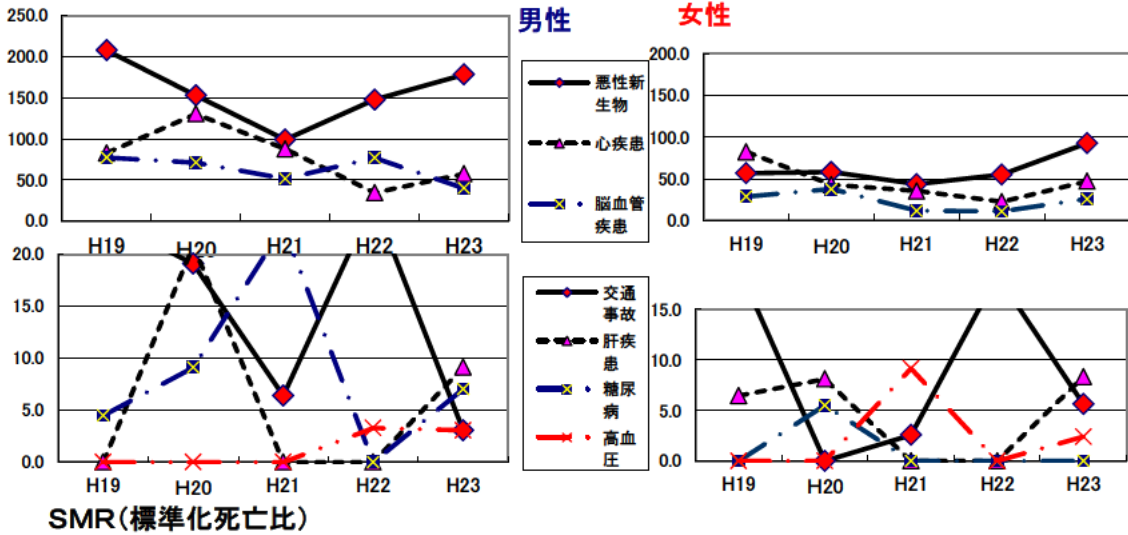 男性
女性
250.0
200.0
150.0
100.0
50.0
0.0
H19
H20
H21
H22
H23
悪性新
生物
心疾患
脳血管
疾患
200.0
150.0
100.0
50.0
0.0
H19
H20
H21
H22
H23
20.0
15.0
10.0
5.0
0.0
H19
H20
H21
H22
H23
交通
事故
肝疾
患
糖尿
病
高血
圧
15.0
10.0
5.0
0.0
H19
H20
H21
H22
H23
SMR(標準化死亡比)